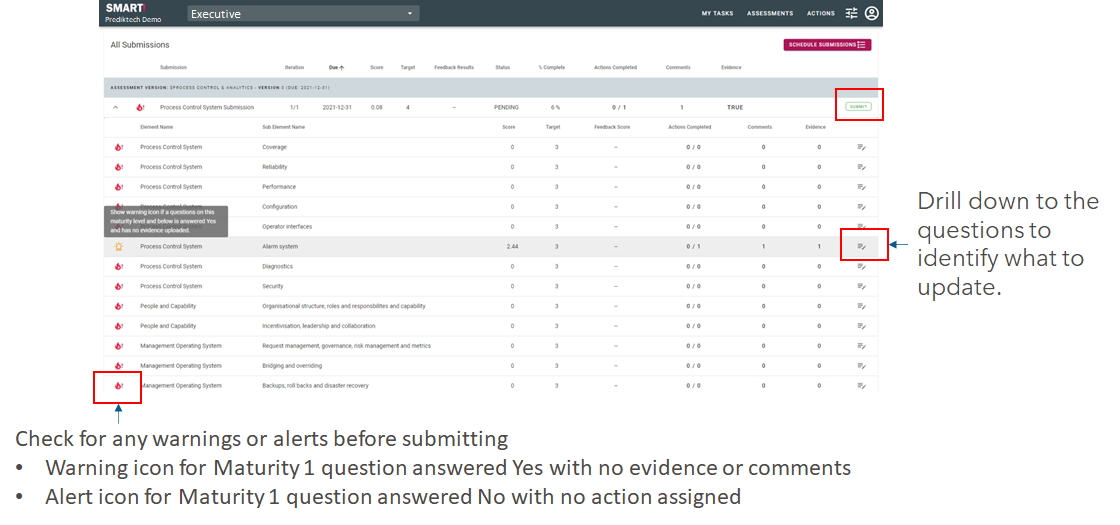 SMART!
Prediktech Demo
Executive
MY TASKS ASSESSMENTS ACTIONS
All Submissions
SCHEDULE SUBMISSIONS
Submission Iteration Due Score Target Feedback Results Status % Complete Actions Completed Comments Evidence
ASSESSMENT VERSION: SPROCESS CONTROL & ANALYTICS - VERSION 0 (DUE: 2021-12-31)
Process Control System Submission 1/1 2021-12-31 0.08 4 – PENDING 6 % 0 / 1 1 TRUE SUBMIT
Element Name Sub Element Name Score Target Feedback Score Actions Completed Comments Evidence
Process Control System Coverage 0 3 – 0 / 0 0 0
Process Control System Reliability 0 3 – 0 / 0 0 0
Process Control System Performance 0 3 – 0 / 0 0 0
Process Control System Configuration 0 3 – 0 / 0 0 0
Show warning icon if a questions on this
maturity level and below is answered Yes
and has no evidence uploaded.
Operator interfaces 0 3 – 0 / 0 0 0
Process Control System Alarm system 2.44 3 – 0 / 1 1 1
Process Control System Diagnostics 0 3 – 0 / 0 0 0
Process Control System Security 0 3 – 0 / 0 0 0
People and Capability Organisational structure, roles and responsbilites and capability 0 3 – 0 / 0 0 0
People and Capability Incentivisation, leadership and collaboration 0 3 – 0 / 0 0 0
Management Operating System Request management, governance, risk management and metrics 0 3 – 0 / 0 0 0
Management Operating System Bridging and overriding 0 3 – 0 / 0 0 0
Management Operating System Backups, roll backs and disaster recovery 0 3 – 0 / 0 0 0
Drill down to the
questions to
identify what to
update.
Check for any warnings or alerts before submitting
• Warning icon for Maturity 1 question answered Yes with no evidence or comments
• Alert icon for Maturity 1 question answered No with no action assigned